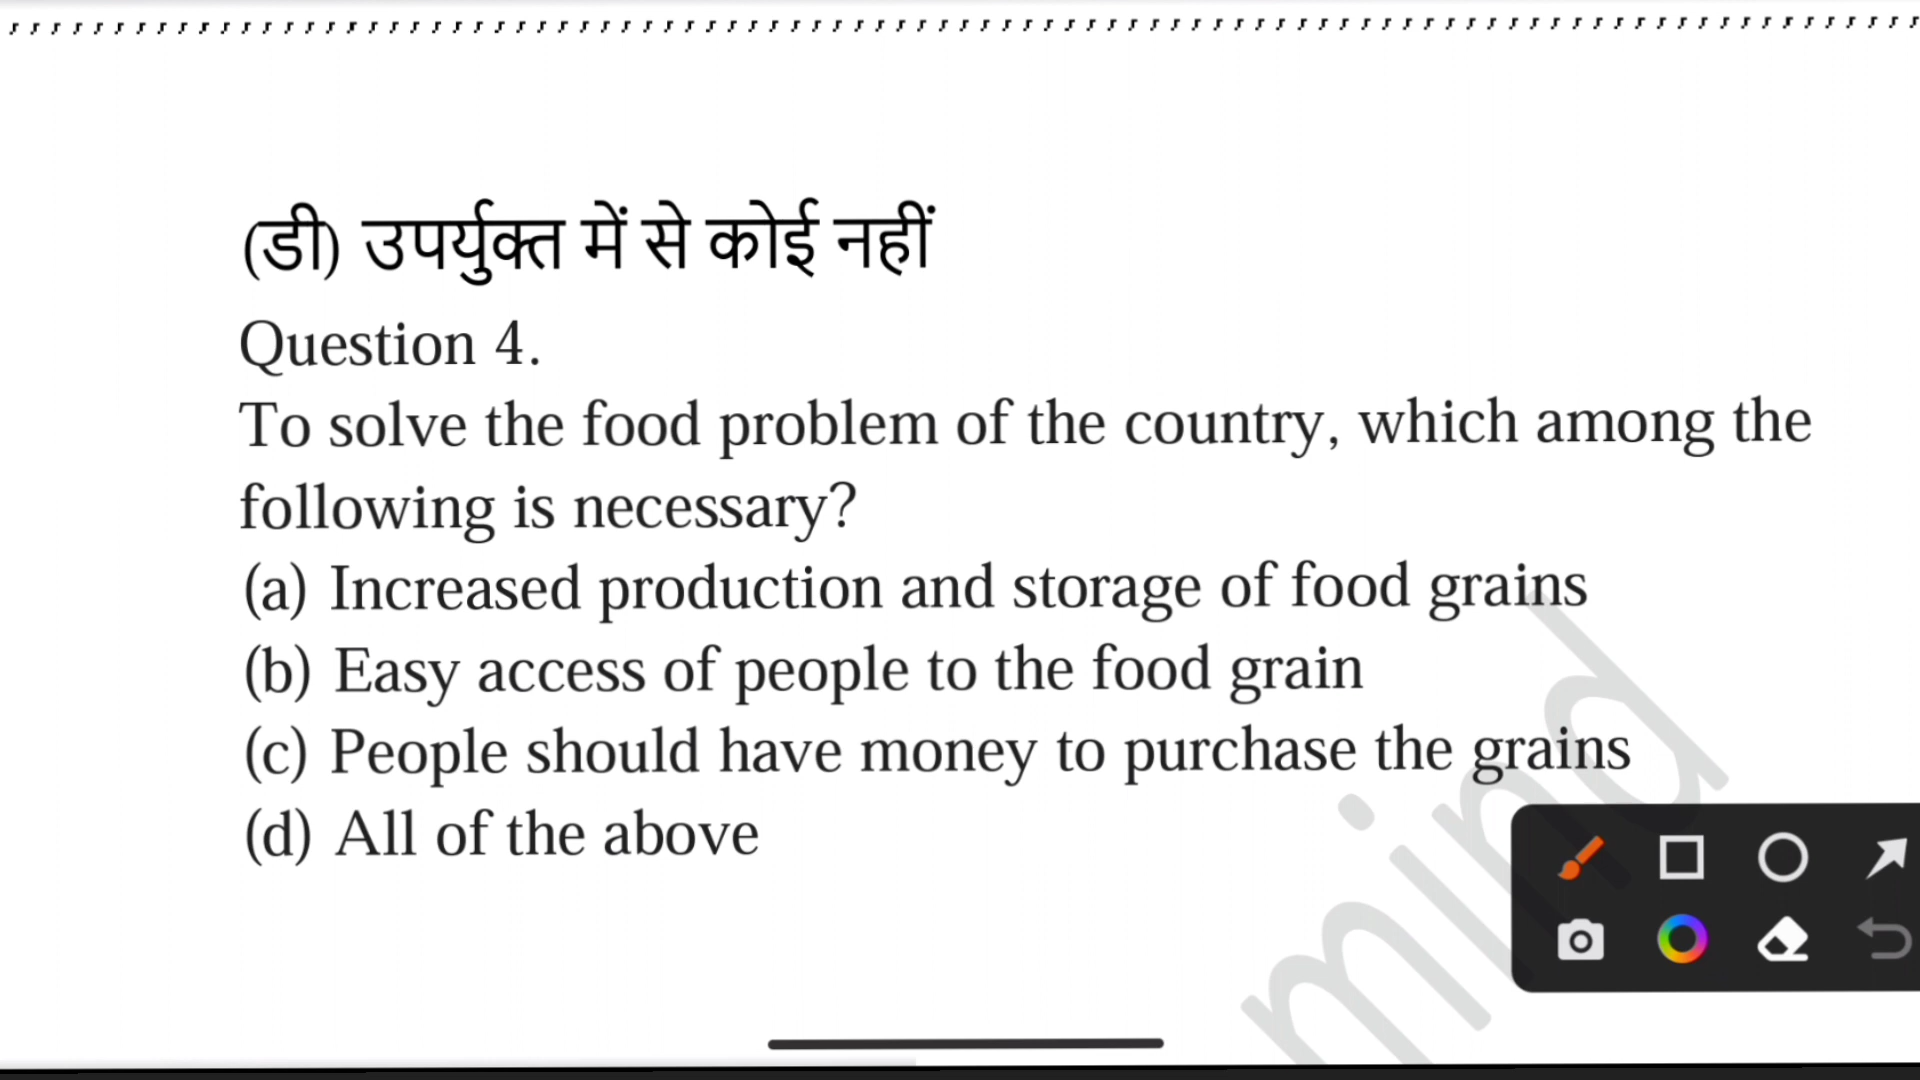 (डी) उपर्युक्त में से कोई नहीं
Question 4.
To solve the food problem of the country, which among the
following is necessary?
(a) Increased production and storage of food grains
(b) Easy access of people to the food grain
(c) People should have money to purchase the grains
(d) All of the above
mind